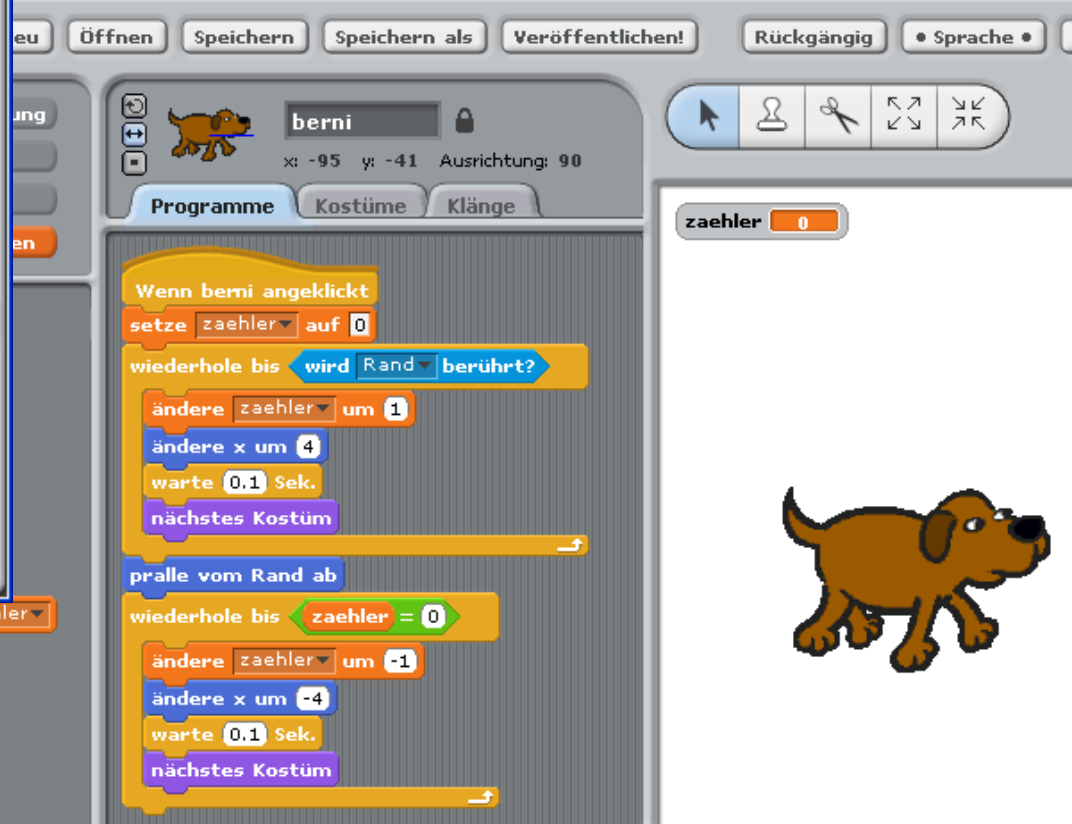 eu Öffnen Speichern Speichern als Veröffentlichen! Rückgängig • Sprache •
ung
en
ler
berni
x: -95 y: -41 Ausrichtung: 90
Programme Kostüme Klänge
Wenn berni angeklickt
setze zaehler auf 0
wiederhole bis wird Rand berührt?
ändere zaehler um 1
ändere x um 4
warte 0.1 Sek.
nächstes Kostüm
pralle vom Rand ab
wiederhole bis zaehler = 0
ändere zaehler um -1
ändere x um -4
warte 0.1 Sek.
nächstes Kostüm
zaehler 0